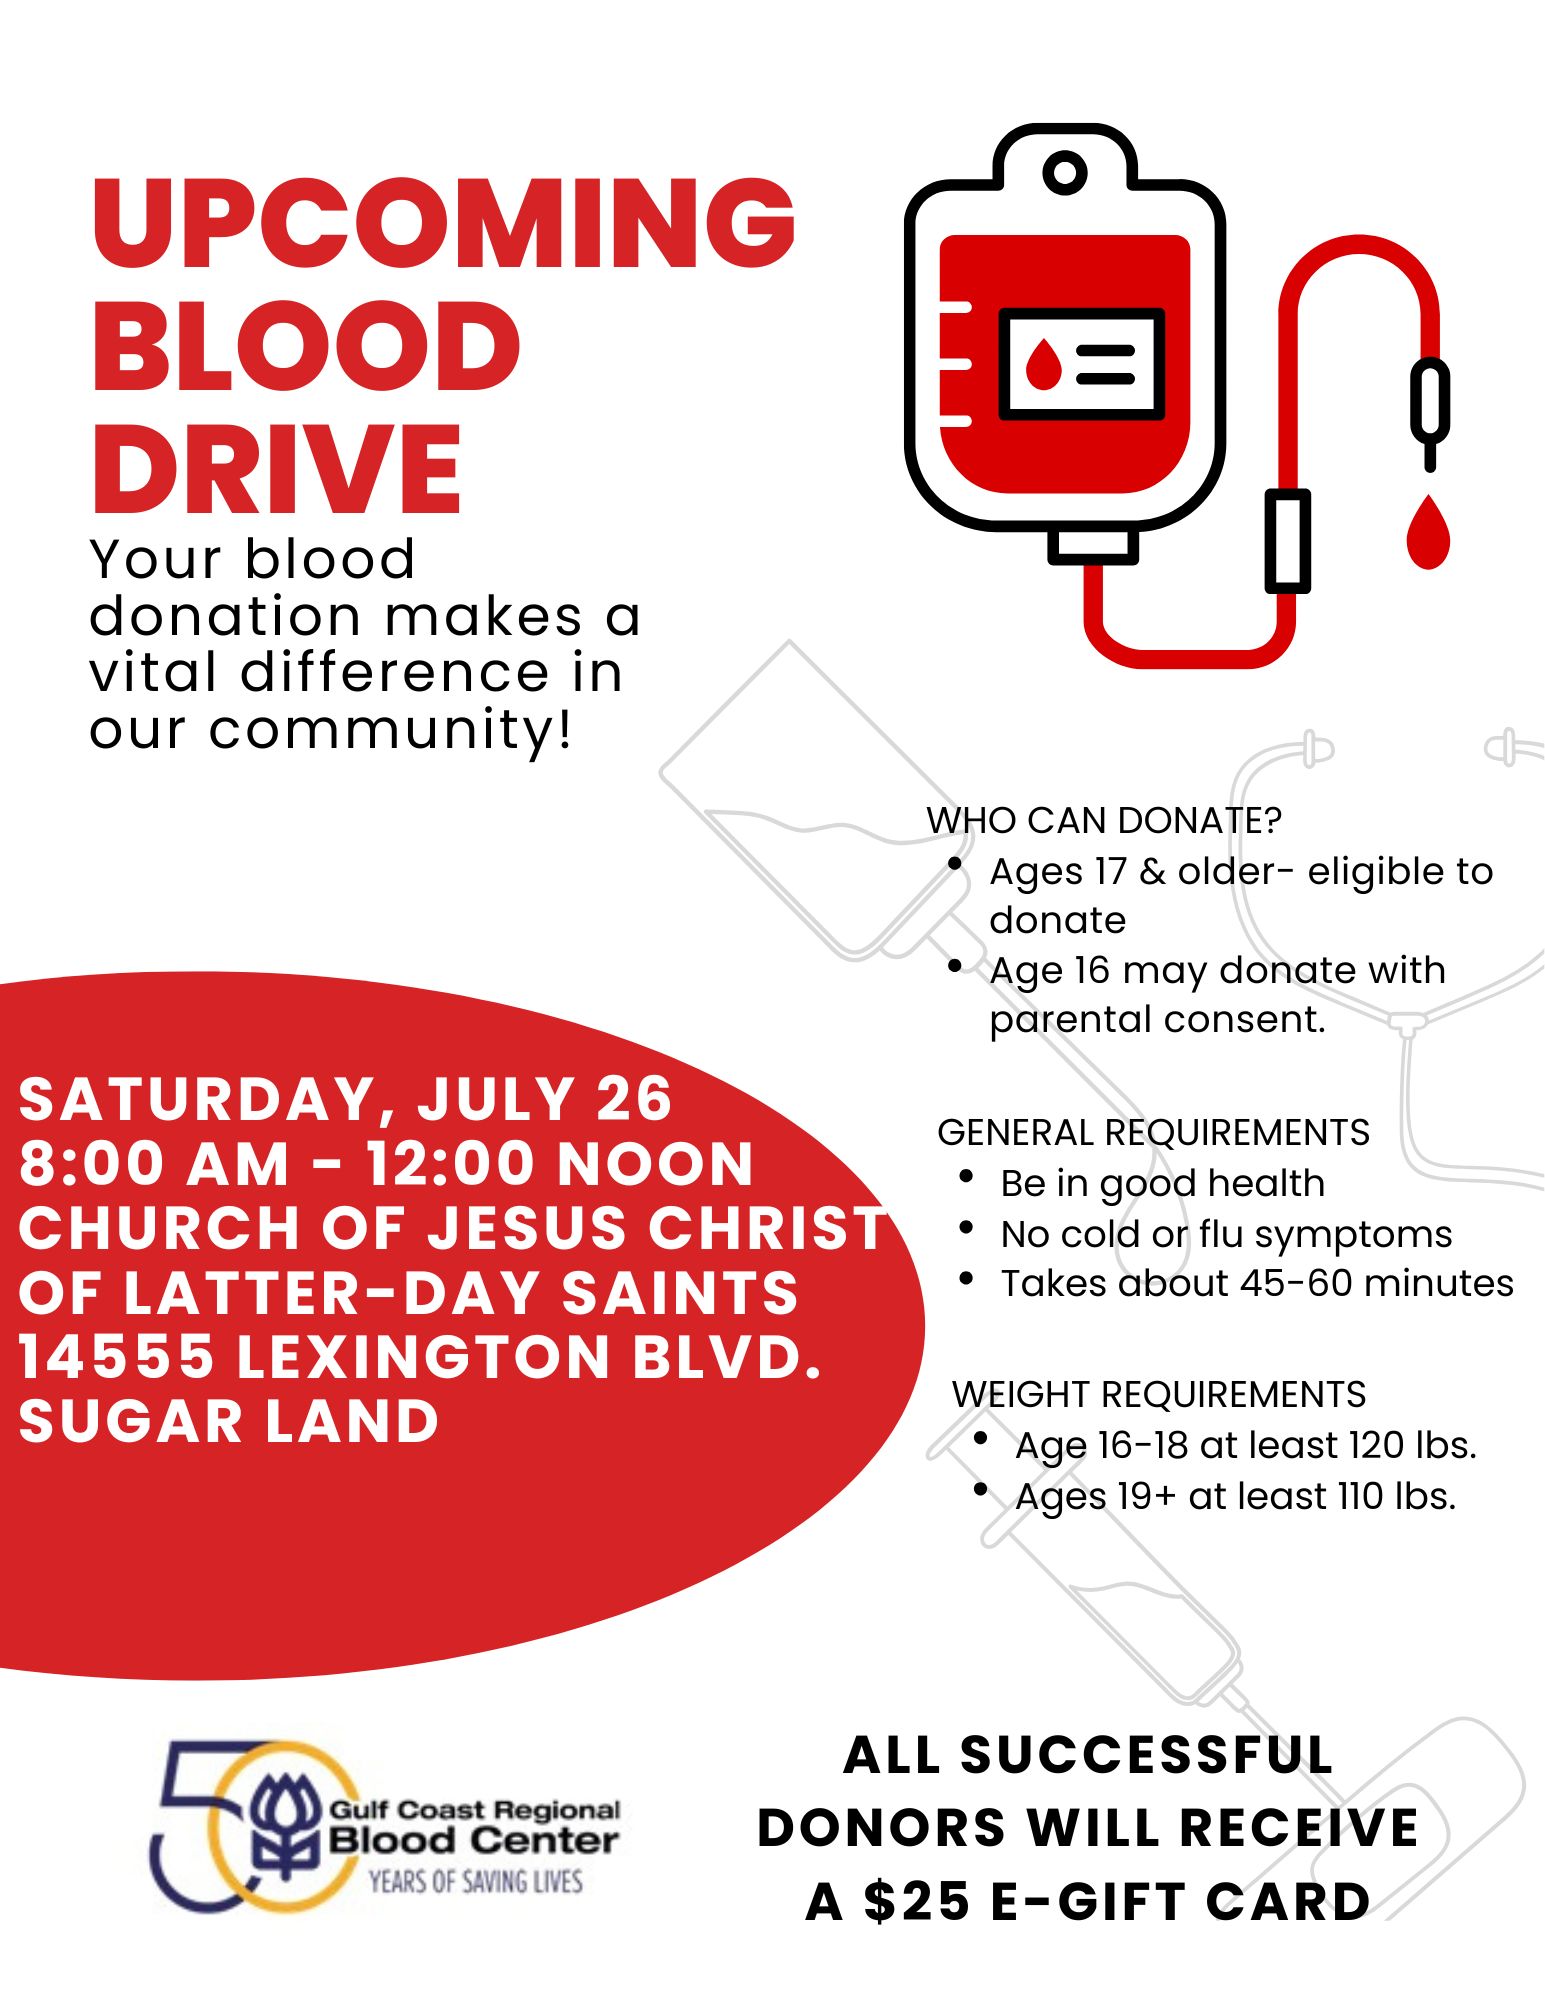 UPCOMING
BLOOD
DRIVE
Your blood
donation makes a
vital difference in
our community!
WHO CAN DONATE?
• Ages 17 & older- eligible to
donate
• Age 16 may donate with
parental consent.
SATURDAY, JULY 26
8:00 AM - 12:00 NOON
CHURCH OF JESUS CHRIST
OF LATTER-DAY SAINTS
14555 LEXINGTON BLVD.
SUGAR LAND
GENERAL REQUIREMENTS
• Be in good health
• No cold or flu symptoms
• Takes about 45-60 minutes
WEIGHT REQUIREMENTS
• Age 16-18 at least 120 lbs.
• Ages 19+ at least 110 lbs.
50
Gulf Coast Regional
Blood Center
YEARS OF SAVING LIVES
ALL SUCCESSFUL
DONORS WILL RECEIVE
A $25 E-GIFT CARD